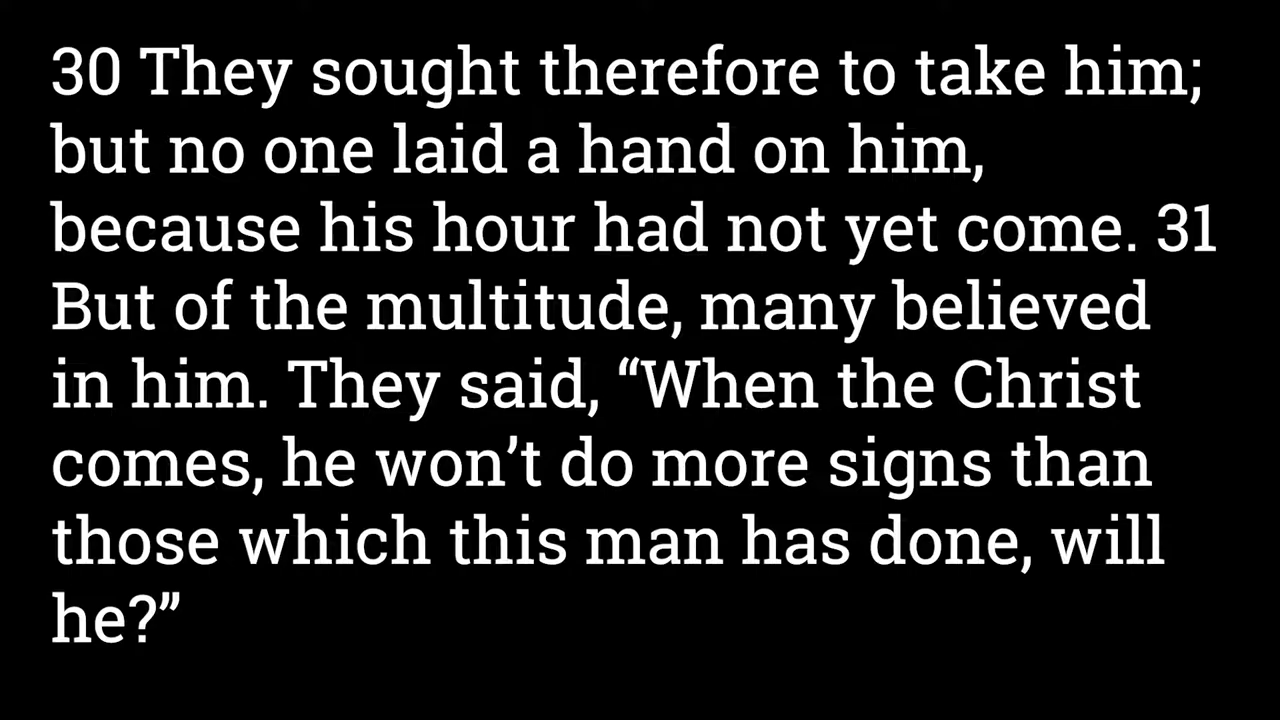 30 They sought therefore to take him;
but no one laid a hand on him,
because his hour had not yet come. 31
But of the multitude, many believed
in him. They said, “When the Christ
comes, he won’t do more signs than
those which this man has done, will
he?”